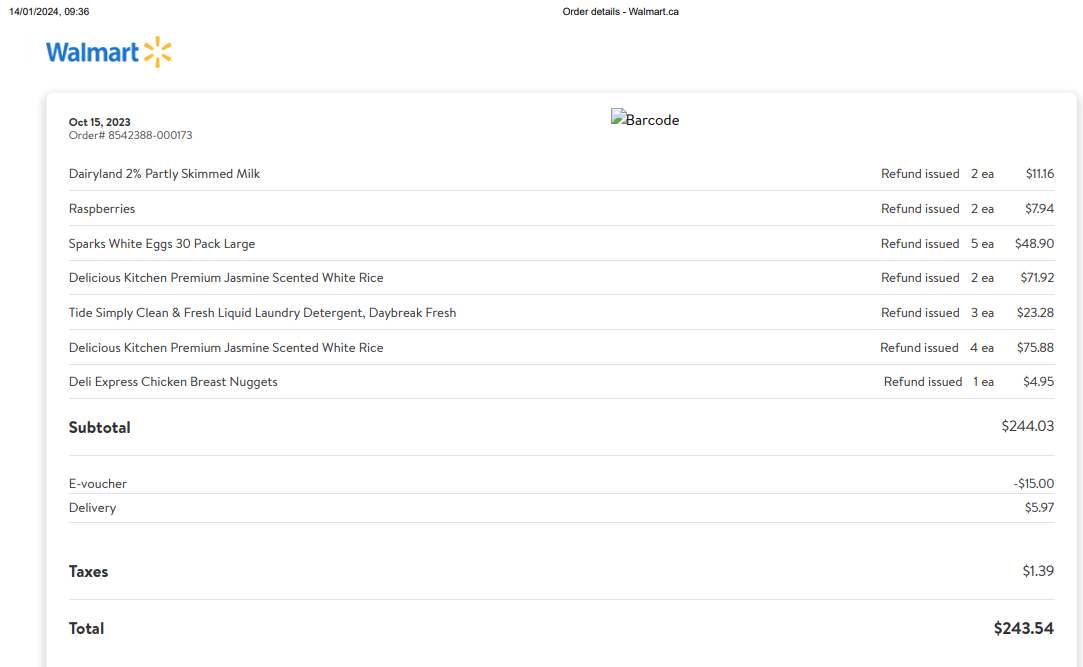 14/01/2024, 09:36 Order details - Walmart.ca
Walmart
Oct 15, 2023
Barcode
Order# 8542388-000173
Dairyland 2% Partly Skimmed Milk Refund issued 2 ea $11.16
Raspberries Refund issued 2 ea $7.94
Sparks White Eggs 30 Pack Large Refund issued 5 ea $48.90
Delicious Kitchen Premium Jasmine Scented White Rice Refund issued 2 ea $71.92
Tide Simply Clean & Fresh Liquid Laundry Detergent, Daybreak Fresh Refund issued 3 ea $23.28
Delicious Kitchen Premium Jasmine Scented White Rice Refund issued 4 ea $75.88
Deli Express Chicken Breast Nuggets Refund issued 1 ea $4.95
Subtotal $244.03
E-voucher -$15.00
Delivery $5.97
Taxes $1.39
Total $243.54